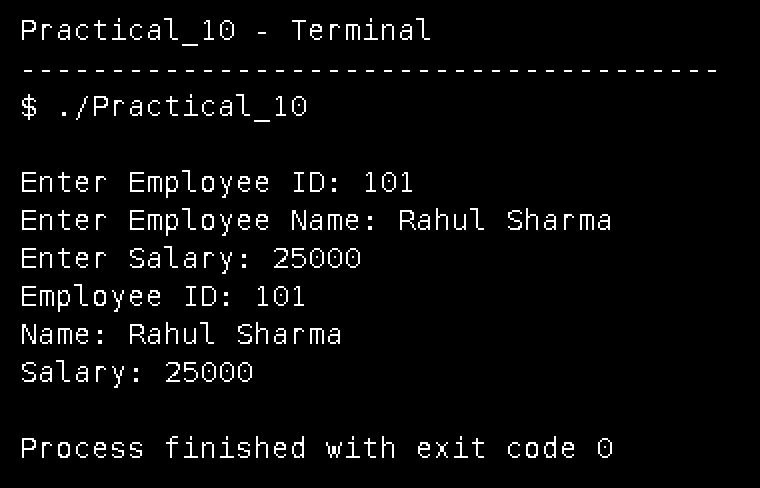 Practical_10 - Terminal
---------------------------------------
$ ./Practical_10
Enter Employee ID: 101
Enter Employee Name: Rahul Sharma
Enter Salary: 25000
Employee ID: 101
Name: Rahul Sharma
Salary: 25000
Process finished with exit code 0